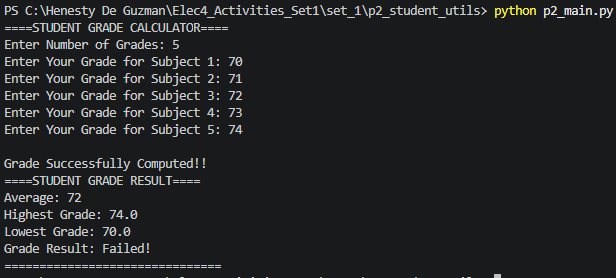 PS C:\Henesty De Guzman\Elec4_Activities_Set1\set_1\p2_student_utils> python p2_main.py
====STUDENT GRADE CALCULATOR====
Enter Number of Grades: 5
Enter Your Grade for Subject 1: 70
Enter Your Grade for Subject 2: 71
Enter Your Grade for Subject 3: 72
Enter Your Grade for Subject 4: 73
Enter Your Grade for Subject 5: 74
Grade Successfully Computed!!
====STUDENT GRADE RESULT====
Average: 72
Highest Grade: 74.0
Lowest Grade: 70.0
Grade Result: Failed!
===============================